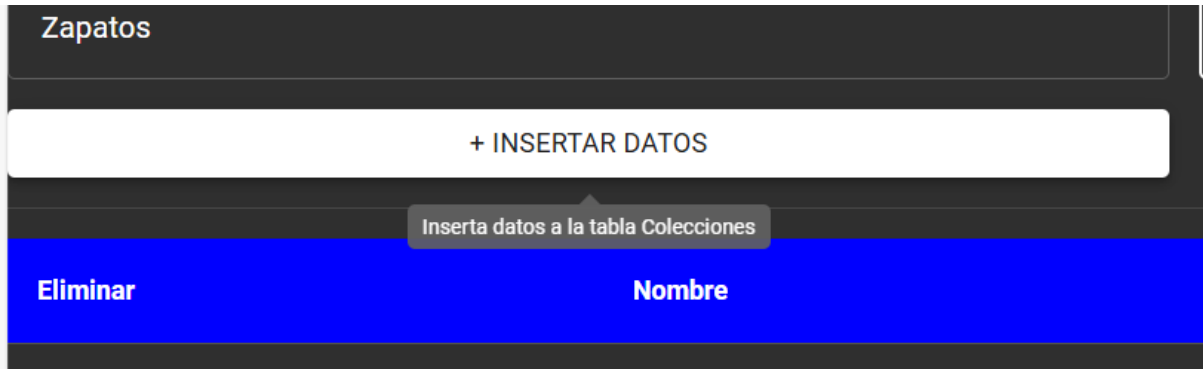 Zapatos
+ INSERTAR DATOS
Inserta datos a la tabla Colecciones
Eliminar Nombre